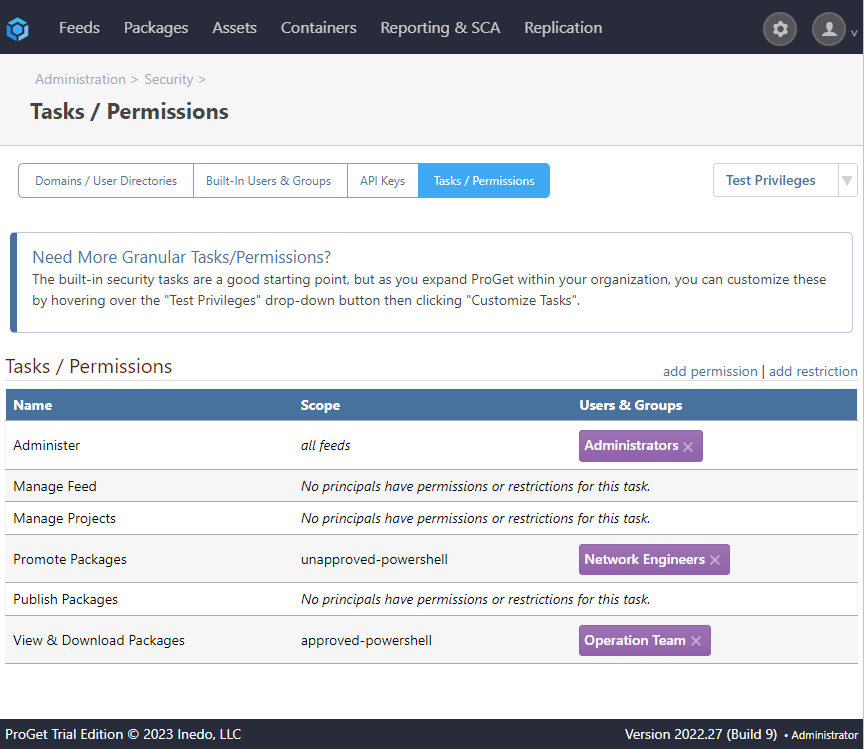 Feeds Packages Assets Containers Reporting & SCA Replication
Administration > Security >
Tasks / Permissions
Domains / User Directories Built-In Users & Groups API Keys Tasks / Permissions Test Privileges
Need More Granular Tasks/Permissions?
The built-in security tasks are a good starting point, but as you expand ProGet within your organization, you can customize these
by hovering over the "Test Privileges" drop-down button then clicking "Customize Tasks".
Tasks / Permissions add permission | add restriction
Name Scope Users & Groups
Administer all feeds Administrators ×
Manage Feed No principals have permissions or restrictions for this task.
Manage Projects No principals have permissions or restrictions for this task.
Promote Packages unapproved-powershell Network Engineers ×
Publish Packages No principals have permissions or restrictions for this task.
View & Download Packages approved-powershell Operation Team ×
ProGet Trial Edition © 2023 Inedo, LLC Version 2022.27 (Build 9) • Administrator